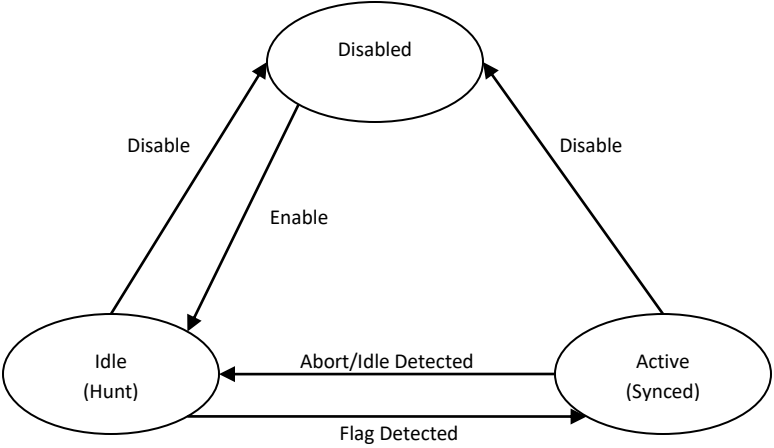 Disabled
Disable
Disable
Enable
Idle
(Hunt)
Abort/Idle Detected
Active
(Synced)
Flag Detected